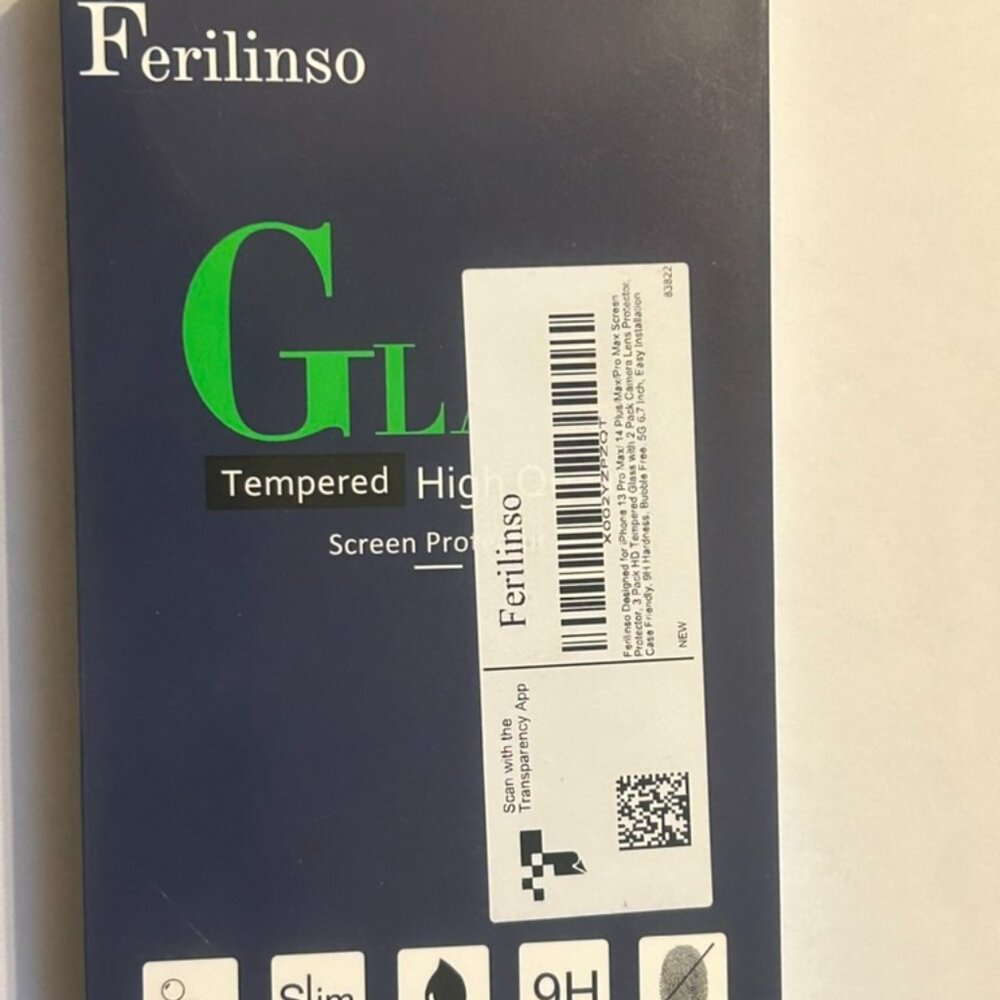 Ferilinso
GL
Tempered High
Screen Protector
Ferilinso
X002YZPZQT
Ferilinso Designed for iPhone 13 Pro Max/ 14 Plus/Max/Pro Max Screen
Protector, 3 Pack HD Tempered Glass with 2 Pack Camera Lens Protector,
Case Friendly, 9H Hardness, Bubble Free, 5G 6.7 Inch, Easy Installation
NEW
83822
Scan with the
Transparency App
Slim
9H